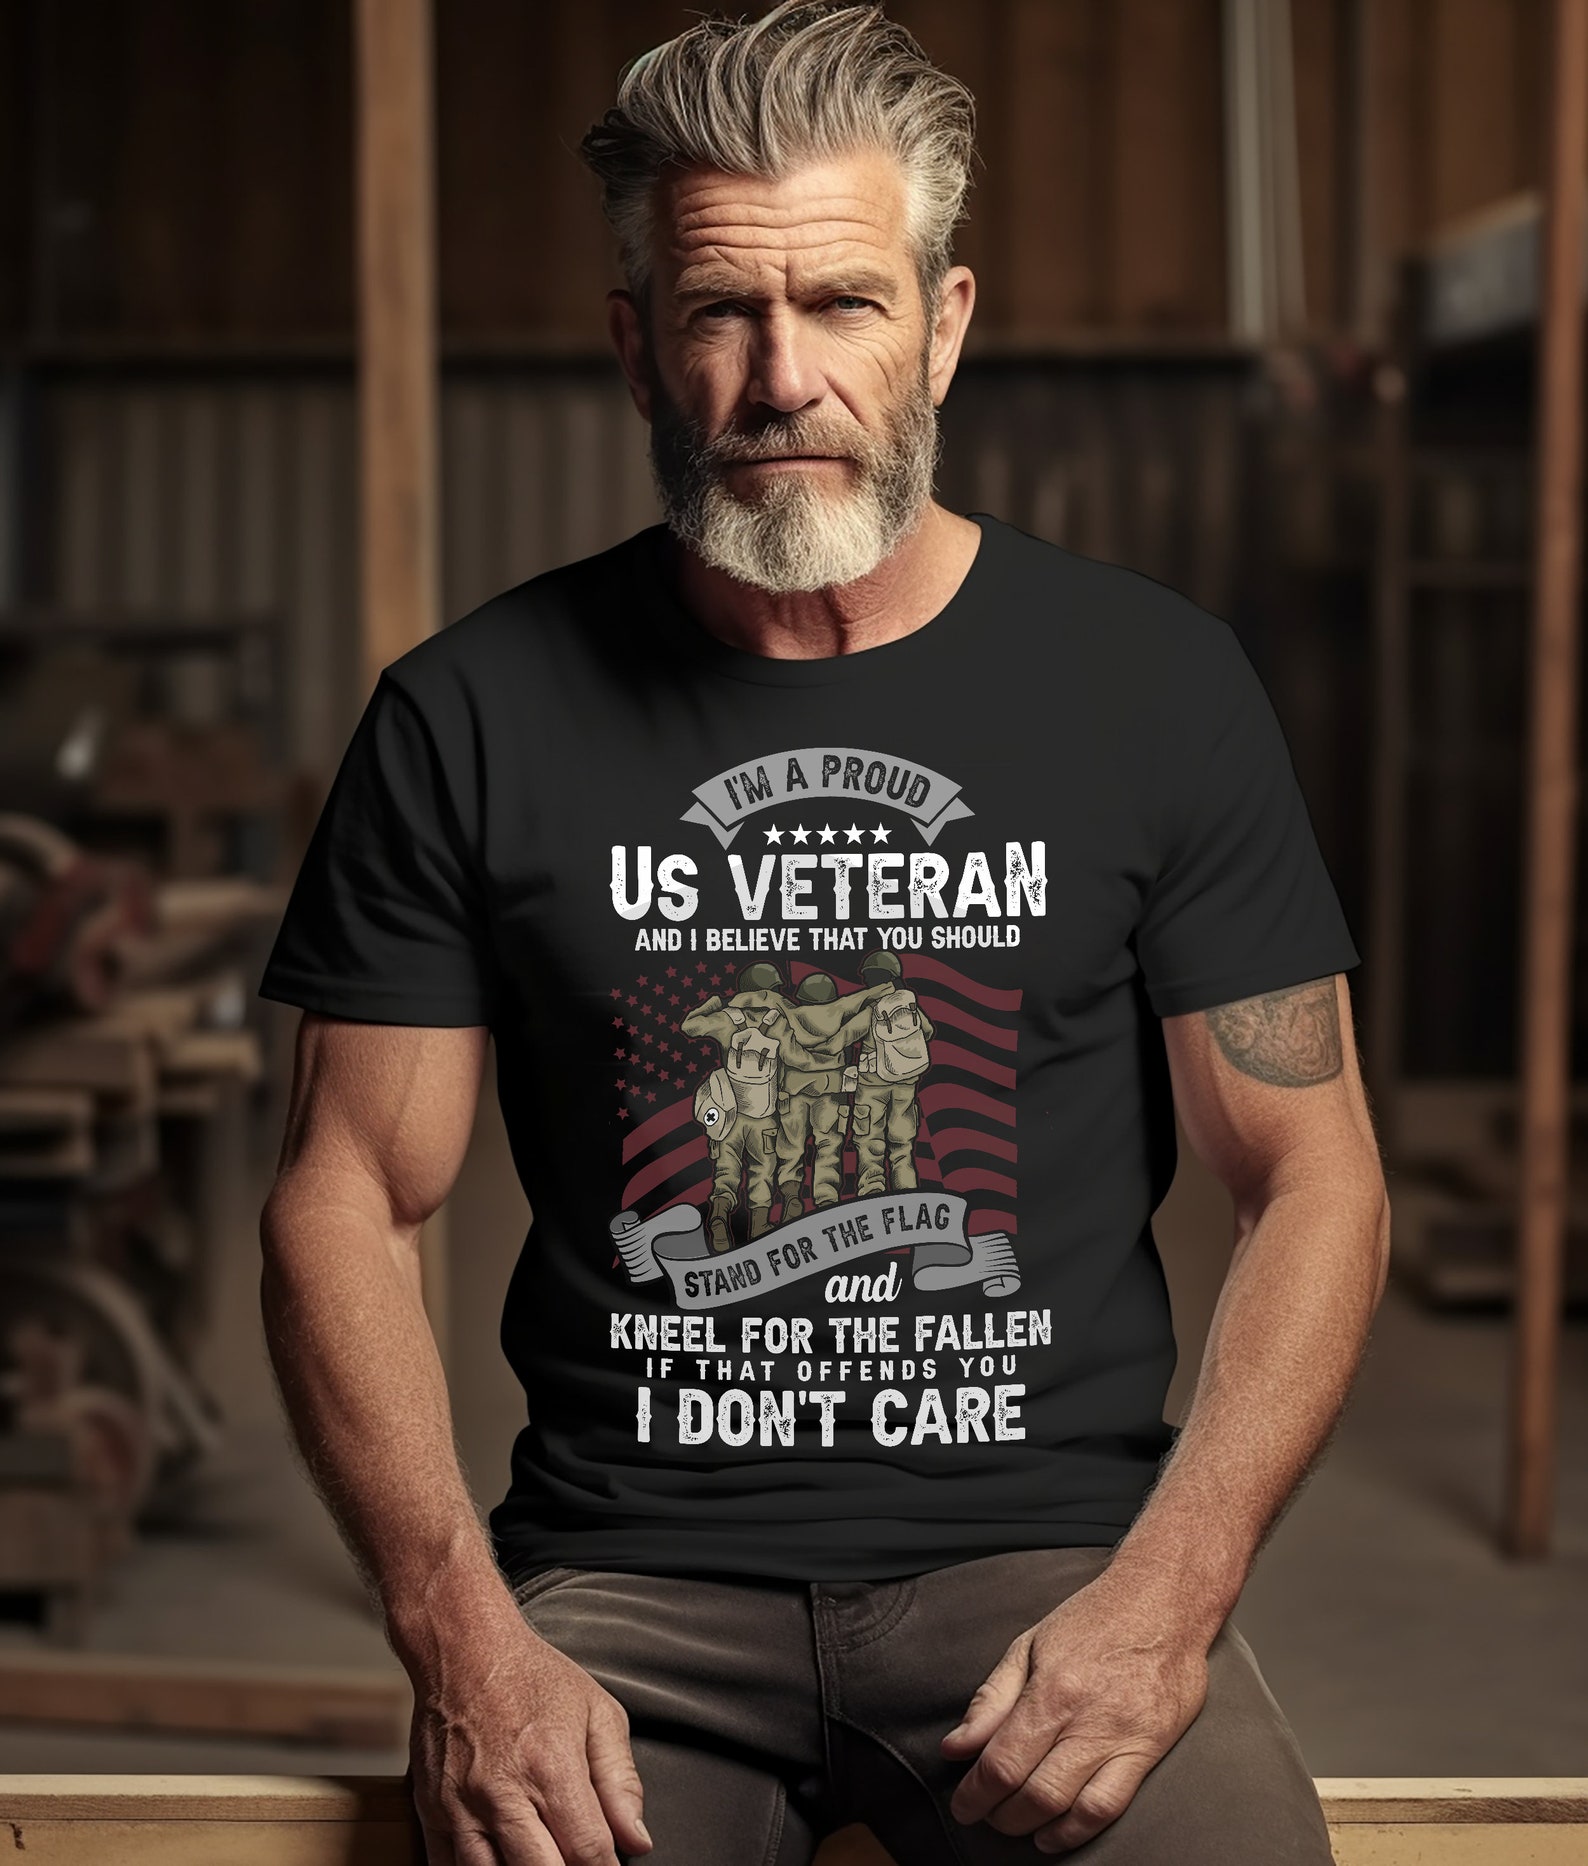 I'M A PROUD
US VETERAN
AND I BELIEVE THAT YOU SHOULD
STAND FOR THE FLAG
and
KNEEL FOR THE FALLEN
IF THAT OFFENDS YOU
I DON'T CARE